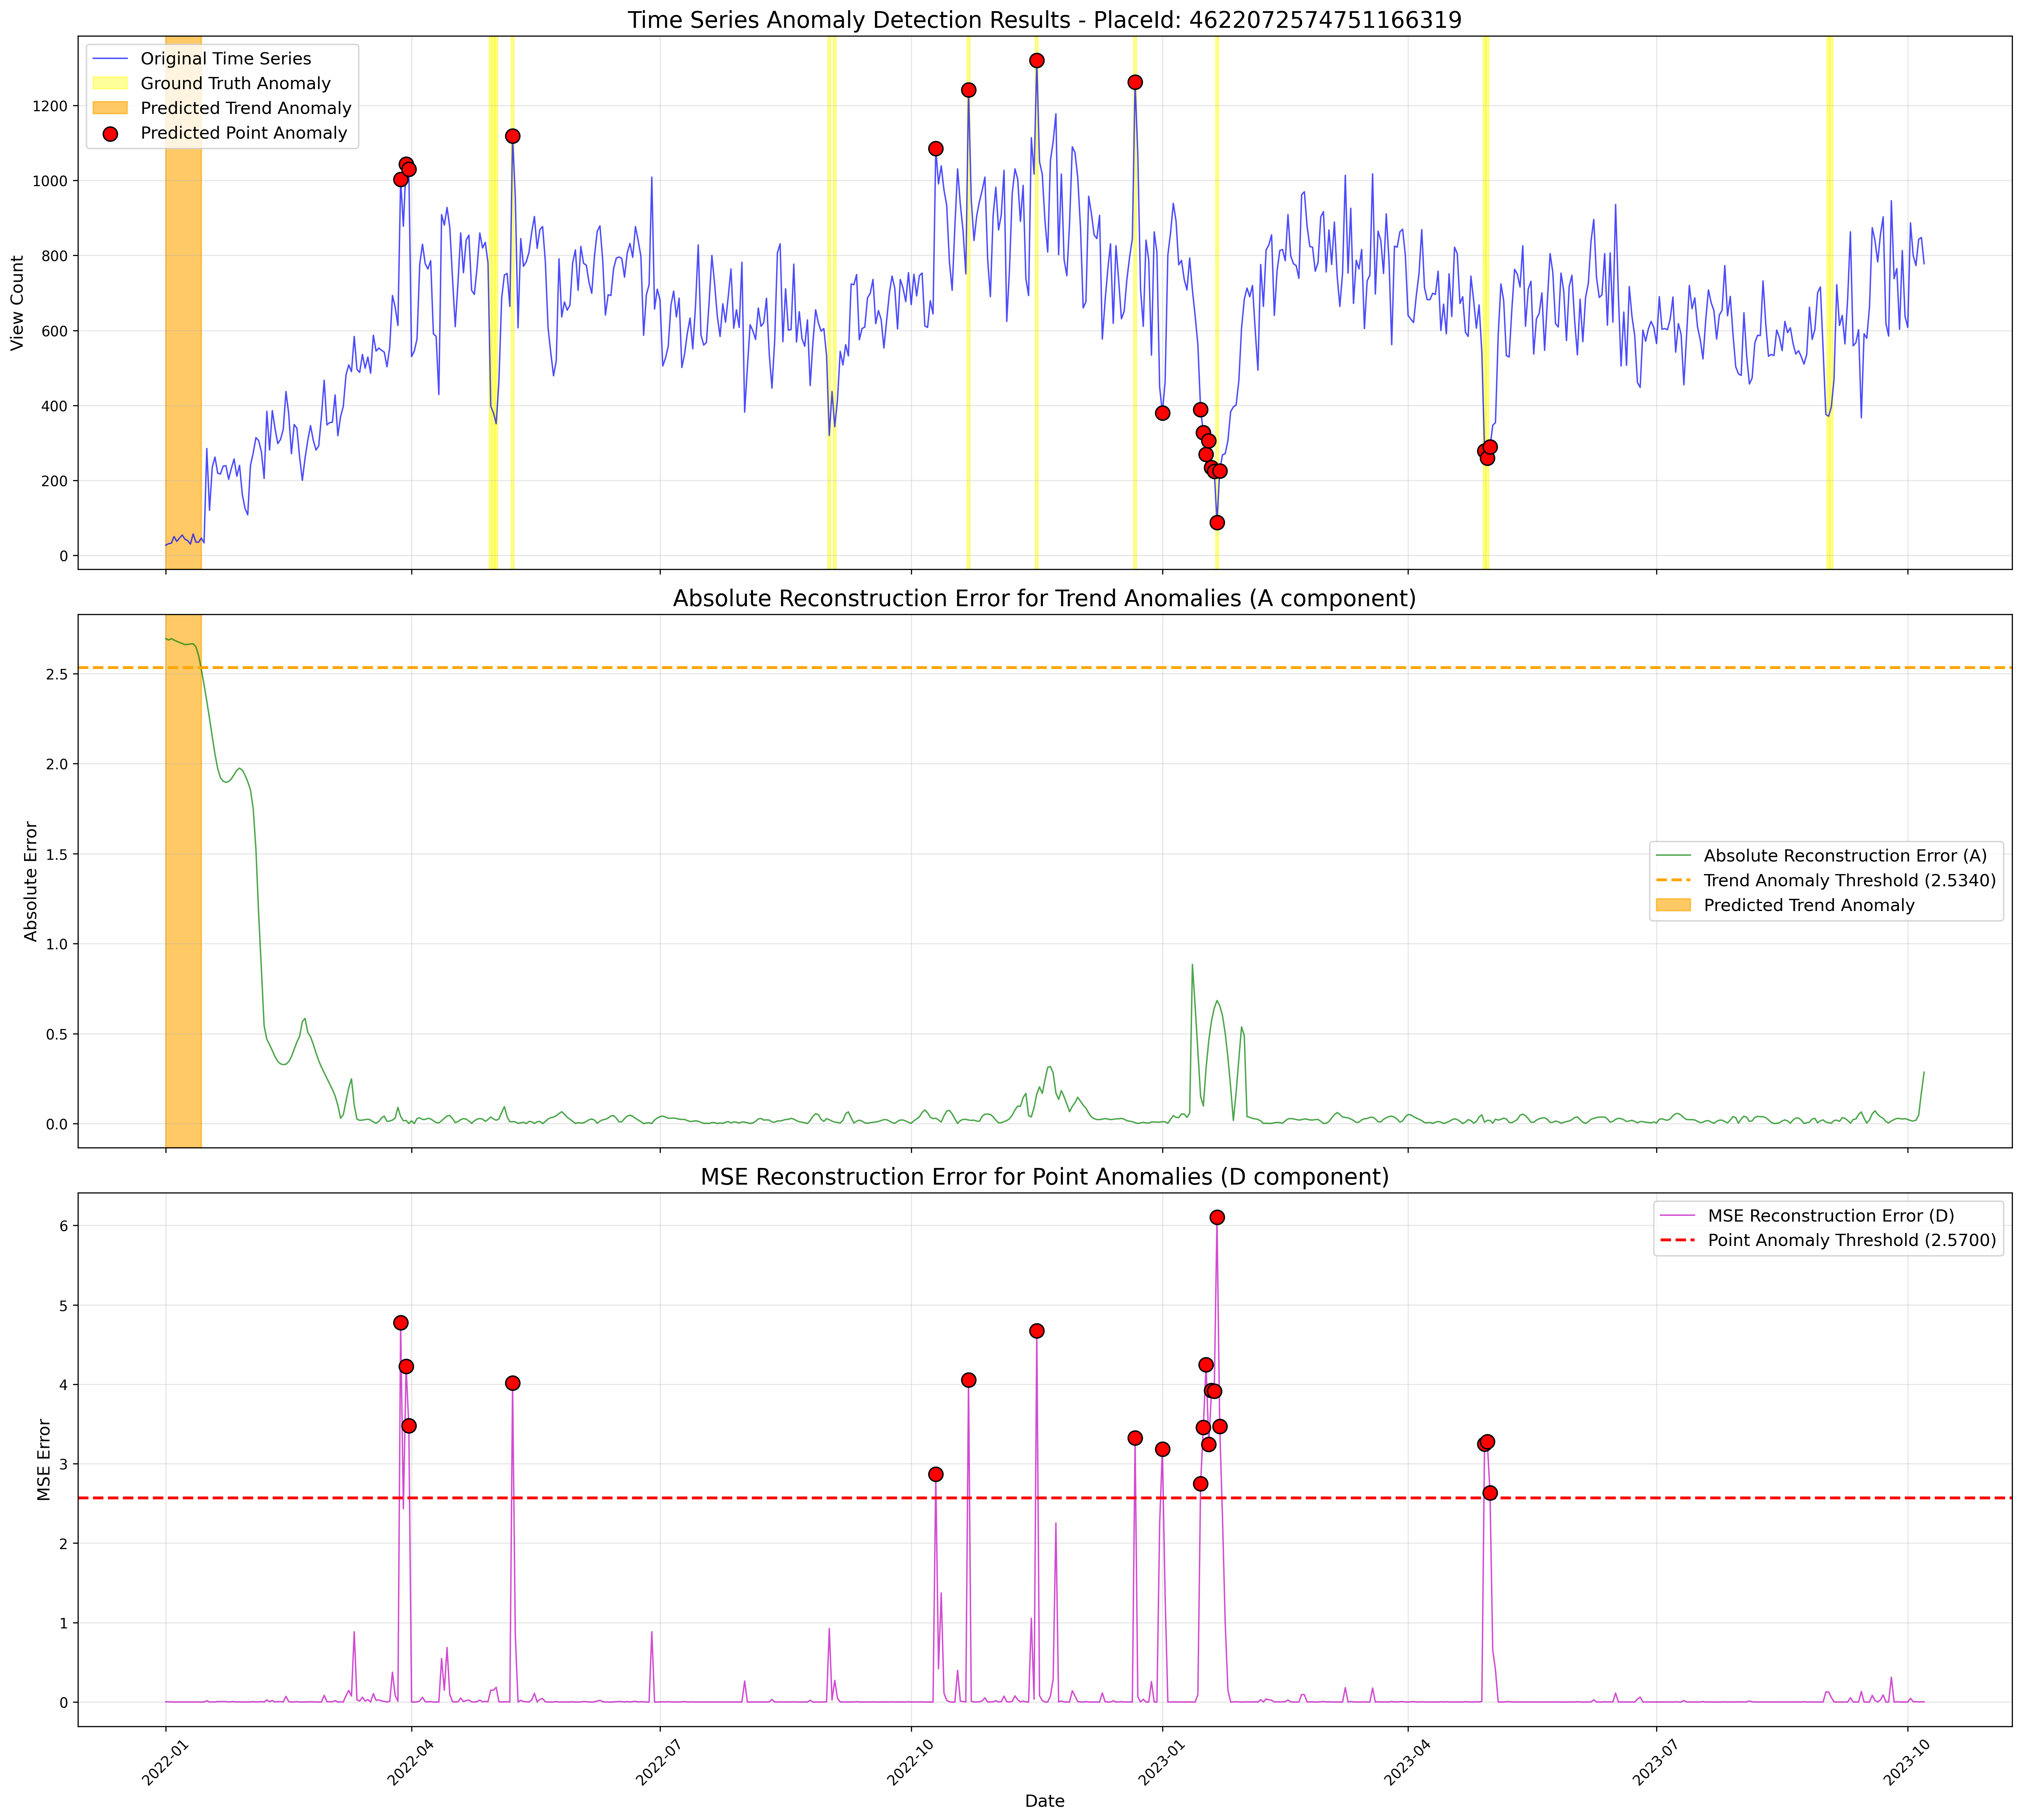 Time Series Anomaly Detection Results - PlaceId: 4622072574751166319
Original Time Series
Ground Truth Anomaly
Predicted Trend Anomaly
Predicted Point Anomaly
View Count
1200
1000
800
600
400
200
0
Absolute Reconstruction Error for Trend Anomalies (A component)
Absolute Error
2.5
2.0
1.5
1.0
0.5
0.0
Absolute Reconstruction Error (A)
Trend Anomaly Threshold (2.5340)
Predicted Trend Anomaly
MSE Reconstruction Error for Point Anomalies (D component)
MSE Error
6
5
4
3
2
1
0
MSE Reconstruction Error (D)
Point Anomaly Threshold (2.5700)
2022-01
2022-04
2022-07
2022-10
2023-01
2023-04
2023-07
2023-10
Date